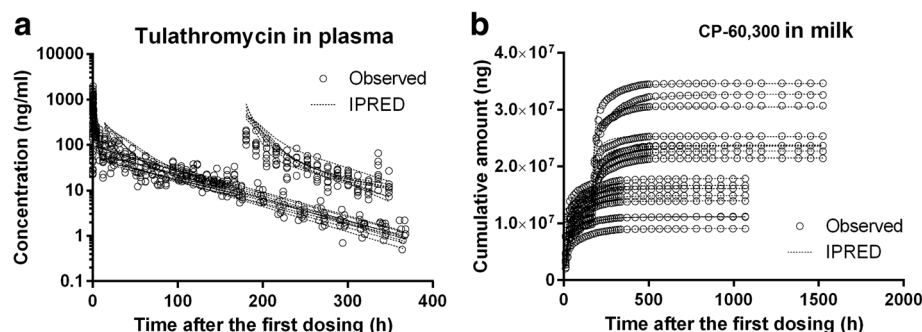 a
Tulathromycin in plasma
Concentration (ng/ml)
10000
1000
100
10
1
0.1
Observed
IPRED
0
100
200
300
400
Time after the first dosing (h)
b
CP-60,300 in milk
Cumulative amount (ng)
4.0×10⁷
3.0×10⁷
2.0×10⁷
1.0×10⁷
0
Observed
IPRED
0
500
1000
1500
2000
Time after the first dosing (h)